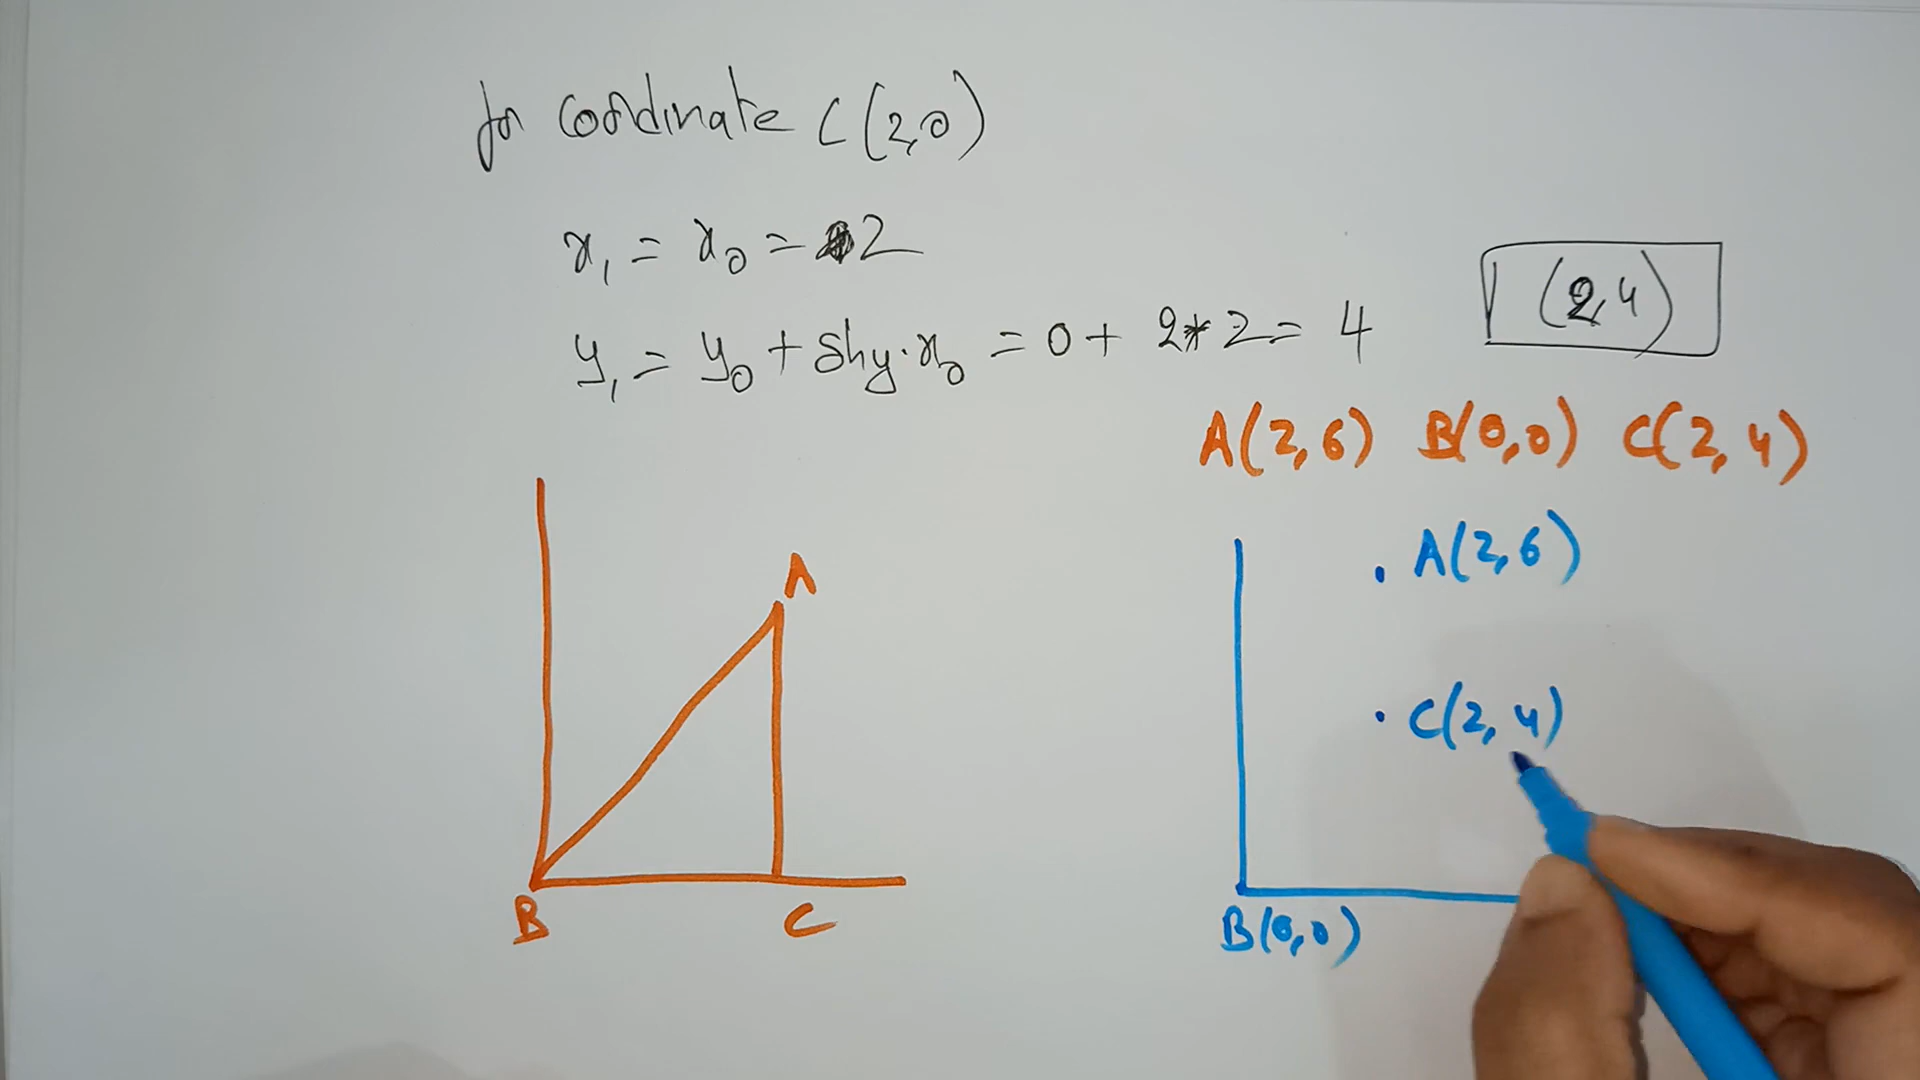 for coordinate C(2,0)
x₁ = x₀ = 2
y₁ = y₀ + Shy.x₀ = 0 + 2*2 = 4
(2,4)
A(2,6) B(0,0) C(2,4)
A
B
C
A(2,6)
C(2,4)
B(0,0)